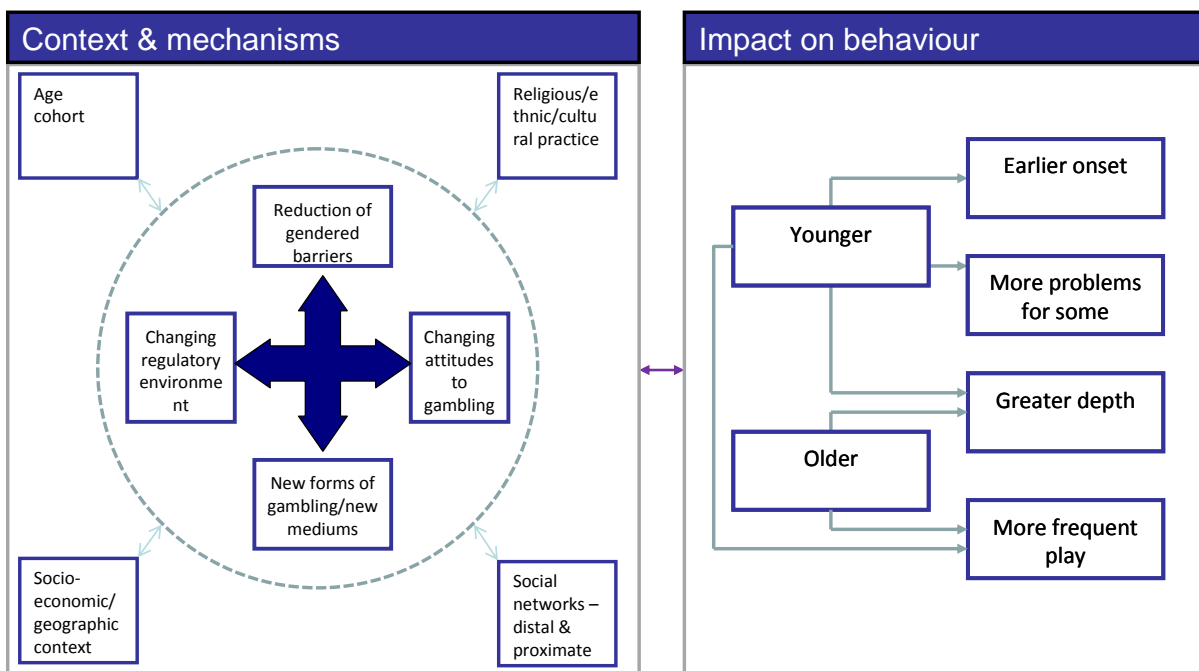 Context & mechanisms
Age
cohort
Religious/e
thnic/cultu
ral practice
Reduction of
gendered
barriers
Changing
regulatory
environme
nt
Changing
attitudes
to
gambling
New forms of
gambling/new
mediums
Socio-
economic/
geographic
context
Social
networks –
distal &
proximate
Impact on behaviour
Earlier onset
Younger
More problems
for some
Greater depth
Older
More frequent
play